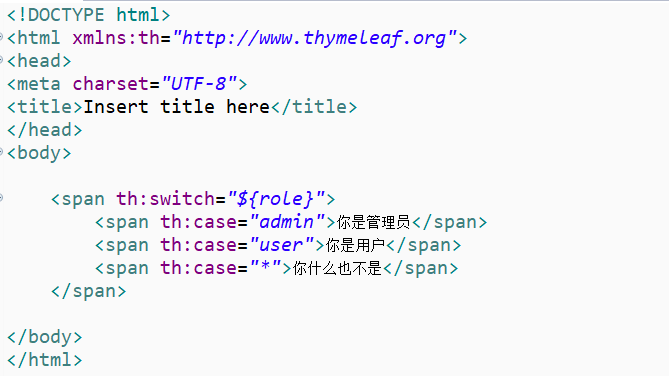 <!DOCTYPE html>
<html xmlns:th="http://www.thymeleaf.org">
<head>
<meta charset="UTF-8">
<title>Insert title here</title>
</head>
<body>
    <span th:switch="${role}">
        <span th:case="admin">你是管理员</span>
        <span th:case="user">你是用户</span>
        <span th:case="*">你什么也不是</span>
    </span>
</body>
</html>